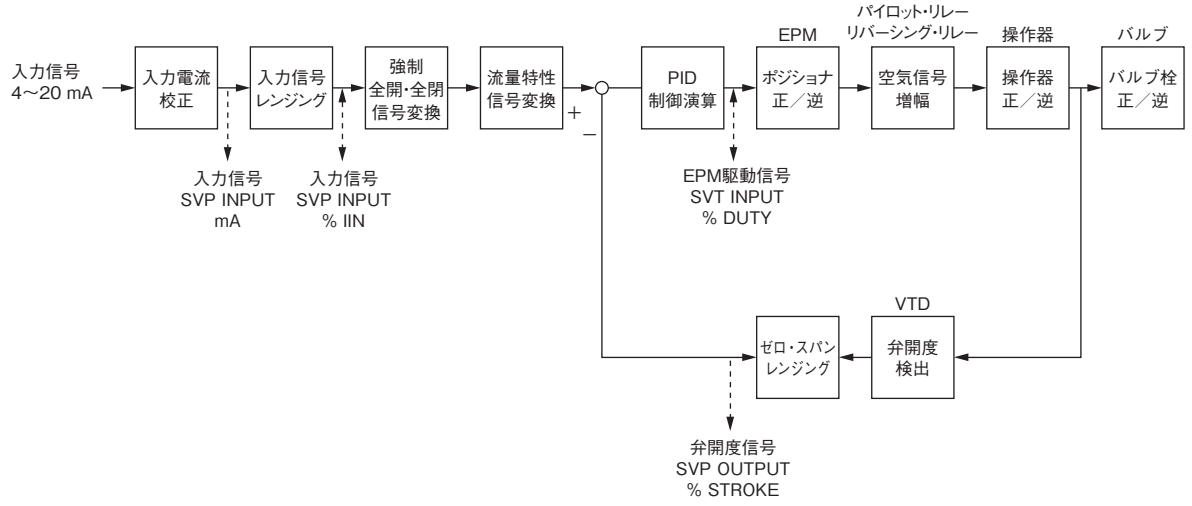 入力信号
4～20 mA
入力電流
校正
入力信号
レンジング
強制
全開・全閉
信号変換
流量特性
信号変換
＋
－
PID
制御演算
EPM
ポジショナ
正／逆
パイロット・リレー
リバーシング・リレー
空気信号
増幅
操作器
操作器
正／逆
バルブ
バルブ栓
正／逆
入力信号
SVP INPUT
mA
入力信号
SVP INPUT
% IIN
EPM駆動信号
SVT INPUT
% DUTY
VTD
ゼロ・スパン
レンジング
弁開度
検出
弁開度信号
SVP OUTPUT
% STROKE